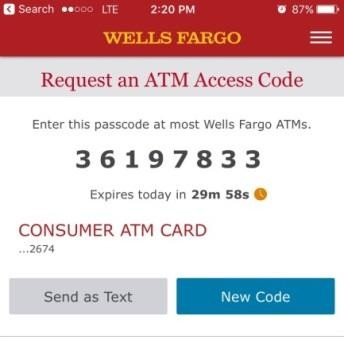 Search LTE 2:20 PM 87%
WELLS FARGO
Request an ATM Access Code
Enter this passcode at most Wells Fargo ATMs.
36197833
Expires today in 29m 58s
CONSUMER ATM CARD
...2674
Send as Text New Code